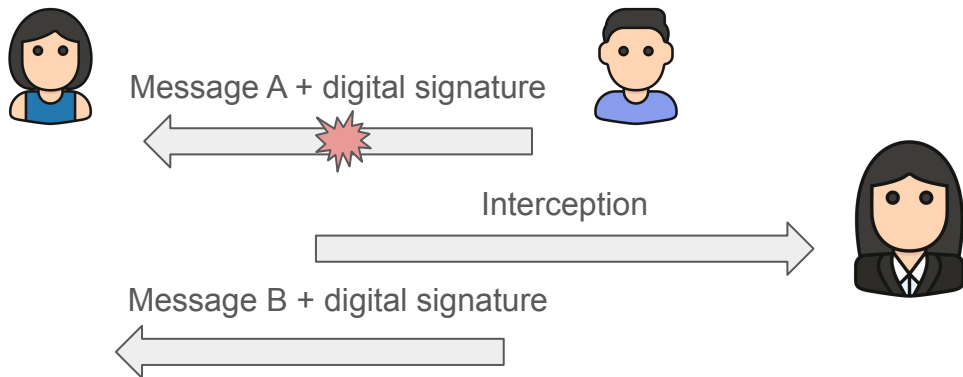 Message A + digital signature
Interception
Message B + digital signature